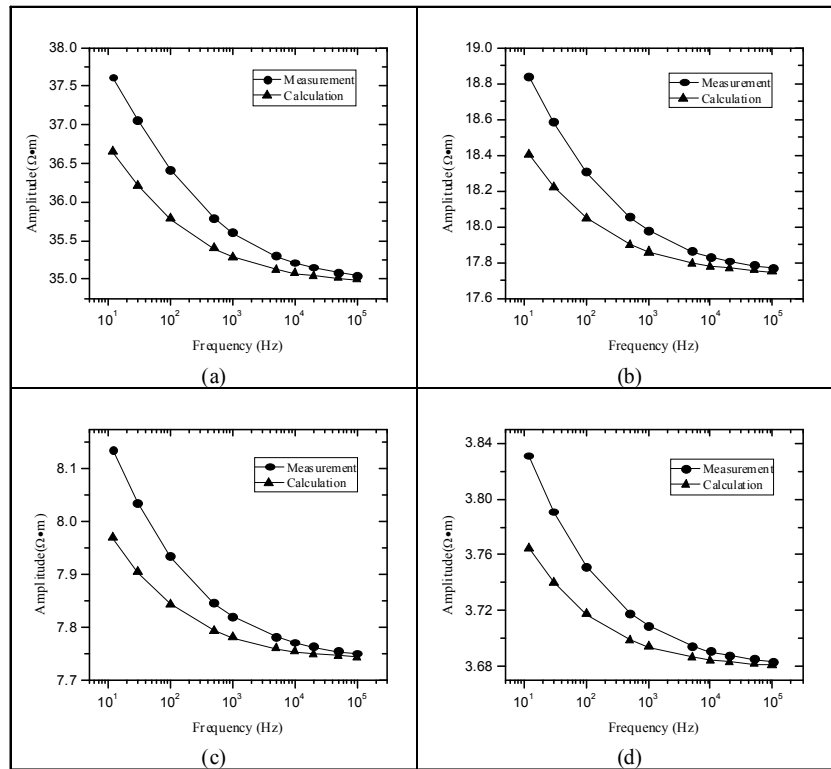 38.0
37.5
37.0
36.5
36.0
35.5
35.0
Amplitude(Ω•m)
Measurement
Calculation
10¹ 10² 10³ 10⁴ 10⁵
Frequency (Hz)
(a)
19.0
18.8
18.6
18.4
18.2
18.0
17.8
17.6
Amplitude(Ω•m)
Measurement
Calculation
10¹ 10² 10³ 10⁴ 10⁵
Frequency (Hz)
(b)
8.1
8.0
7.9
7.8
7.7
Amplitude(Ω•m)
Measurement
Calculation
10¹ 10² 10³ 10⁴ 10⁵
Frequency (Hz)
(c)
3.84
3.80
3.76
3.72
3.68
Amplitude(Ω•m)
Measurement
Calculation
10¹ 10² 10³ 10⁴ 10⁵
Frequency (Hz)
(d)